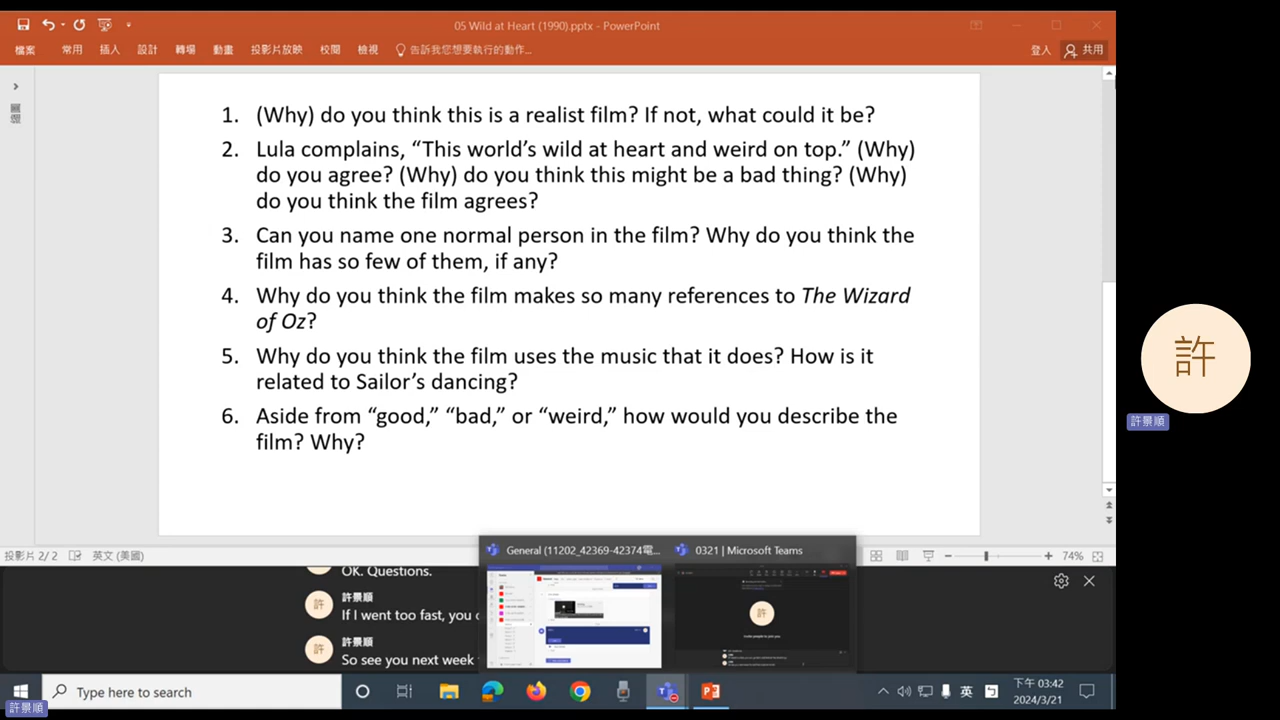 05 Wild at Heart (1990).pptx - PowerPoint
檔案 常用 插入 設計 轉場 動畫 投影片放映 校閱 檢視 告訴我您想要執行的動作... 登入 共用
1. (Why) do you think this is a realist film? If not, what could it be?
2. Lula complains, “This world’s wild at heart and weird on top.” (Why)
do you agree? (Why) do you think this might be a bad thing? (Why)
do you think the film agrees?
3. Can you name one normal person in the film? Why do you think the
film has so few of them, if any?
4. Why do you think the film makes so many references to The Wizard
of Oz?
5. Why do you think the film uses the music that it does? How is it
related to Sailor’s dancing?
6. Aside from “good,” “bad,” or “weird,” how would you describe the
film? Why?
許
許景順
投影片 2/2 英文 (美國)
74%
General (11202_42369-42374電...
0321 | Microsoft Teams
OK. Questions.
許景順
許
If I went too fast, you
許景順
許
So see you next week
Type here to search
英
下午 03:42
2024/3/21
許景順